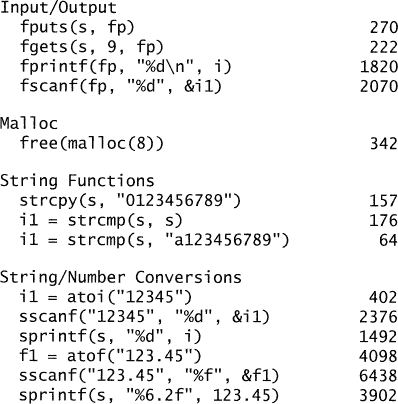 Input/Output
fputs(s, fp) 270
fgets(s, 9, fp) 222
fprintf(fp, "%d\n", i) 1820
fscanf(fp, "%d", &i1) 2070
Malloc
free(malloc(8)) 342
String Functions
strcpy(s, "0123456789") 157
i1 = strcmp(s, s) 176
i1 = strcmp(s, "a123456789") 64
String/Number Conversions
i1 = atoi("12345") 402
sscanf("12345", "%d", &i1) 2376
sprintf(s, "%d", i) 1492
f1 = atof("123.45") 4098
sscanf("123.45", "%f", &f1) 6438
sprintf(s, "%6.2f", 123.45) 3902